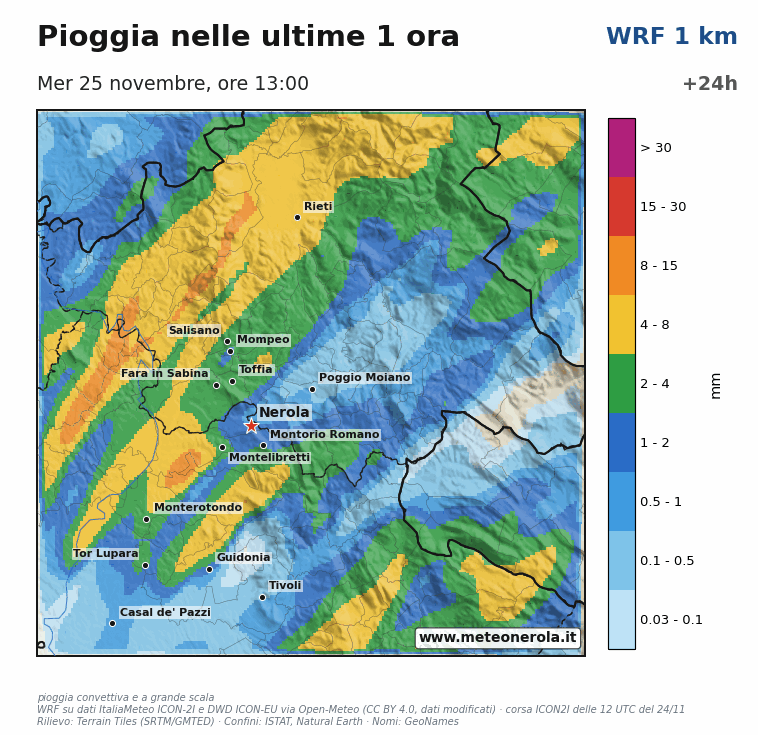 Pioggia nelle ultime 1 ora
WRF 1 km
Mer 25 novembre, ore 13:00
+24h
> 30
15 - 30
8 - 15
4 - 8
2 - 4
1 - 2
0.5 - 1
0.1 - 0.5
0.03 - 0.1
mm
Rieti
Salisano
Mompeo
Fara in Sabina
Toffia
Poggio Moiano
Nerola
Montorio Romano
Montelibretti
Monterotondo
Tor Lupara
Guidonia
Tivoli
Casal de' Pazzi
www.meteonerola.it
pioggia convettiva e a grande scala
WRF su dati ItaliaMeteo ICON-2I e DWD ICON-EU via Open-Meteo (CC BY 4.0, dati modificati) · corsa ICON2I delle 12 UTC del 24/11
Rilievo: Terrain Tiles (SRTM/GMTED) · Confini: ISTAT, Natural Earth · Nomi: GeoNames